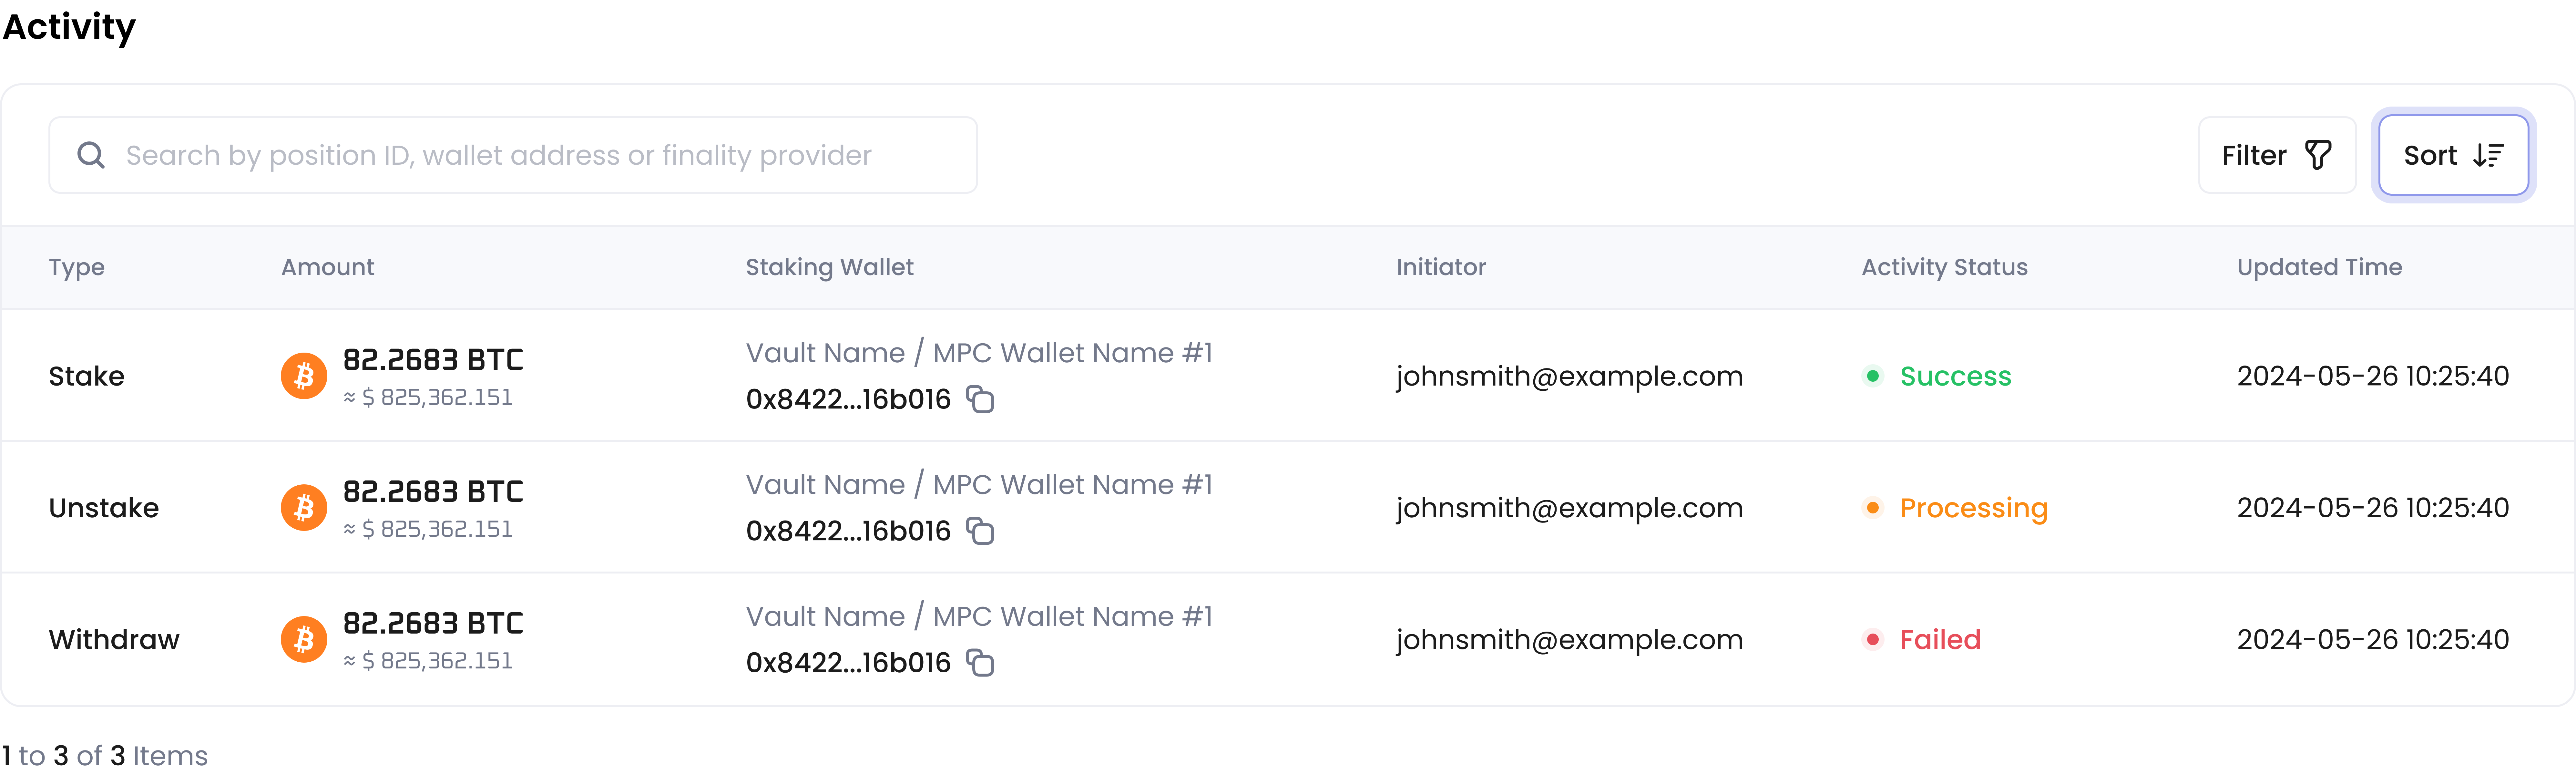 Activity
Search by position ID, wallet address or finality provider
Filter
Sort
Type Amount Staking Wallet Initiator Activity Status Updated Time
Stake
82.2683 BTC
≈ $ 825,362.151
Vault Name / MPC Wallet Name #1
0x8422...16b016
johnsmith@example.com
Success
2024-05-26 10:25:40
Unstake
82.2683 BTC
≈ $ 825,362.151
Vault Name / MPC Wallet Name #1
0x8422...16b016
johnsmith@example.com
Processing
2024-05-26 10:25:40
Withdraw
82.2683 BTC
≈ $ 825,362.151
Vault Name / MPC Wallet Name #1
0x8422...16b016
johnsmith@example.com
Failed
2024-05-26 10:25:40
1 to 3 of 3 Items